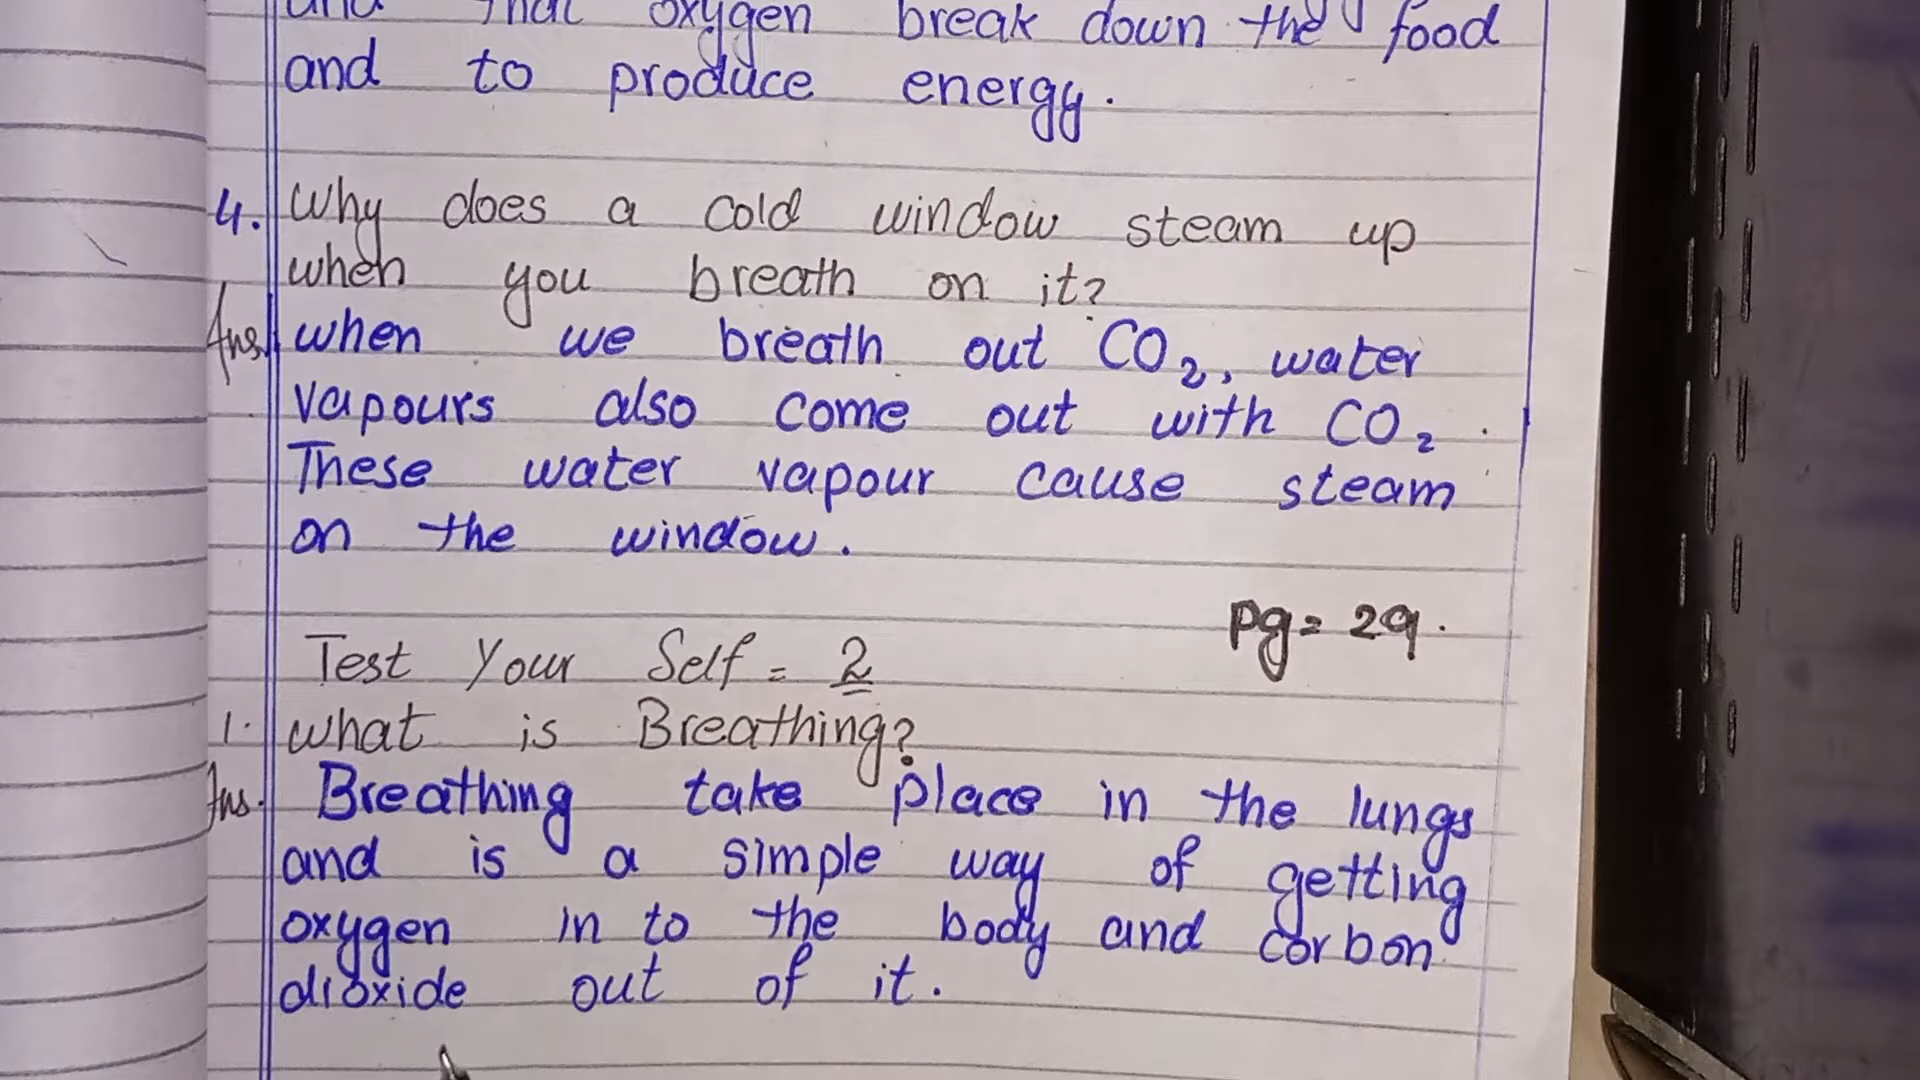 and that oxygen break down the food
and to produce energy.
4. Why does a cold window steam up
when you breath on it?
Ans. when we breath out CO₂, water
vapours also come out with CO₂.
These water vapour cause steam
on the window.
Pg = 29.
Test Your Self = 2
1. What is Breathing?
Ans. Breathing take place in the lungs
and is a simple way of getting
oxygen in to the body and corbon
dioxide out of it.